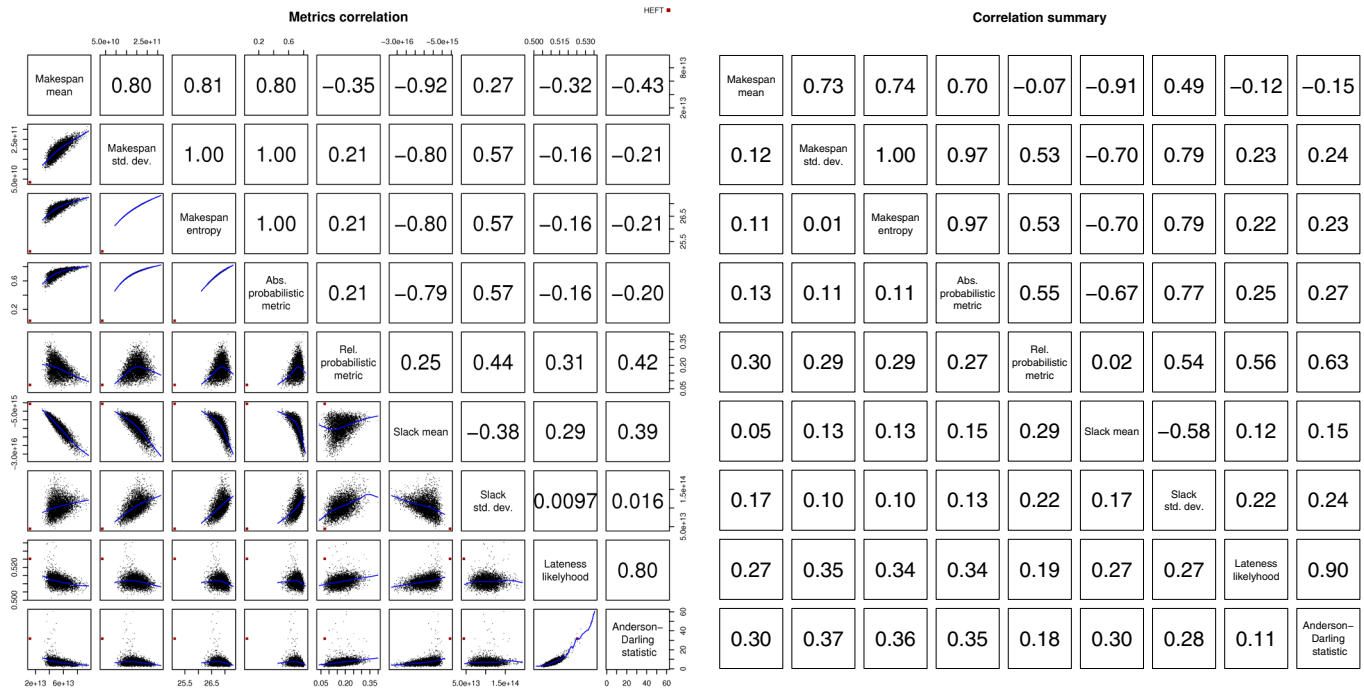 Metrics correlation
HEFT
5.0e+10 2.5e+11 0.2 0.6 −3.0e+16 −5.0e+15 0.500 0.515 0.530
Makespan
mean
0.80 0.81 0.80 −0.35 −0.92 0.27 −0.32 −0.43
2e+13 8e+13
5.0e+10 2.5e+11
Makespan
std. dev.
1.00 1.00 0.21 −0.80 0.57 −0.16 −0.21
Makespan
entropy
1.00 0.21 −0.80 0.57 −0.16 −0.21
25.5 26.5
0.2 0.6
Abs.
probabilistic
metric
0.21 −0.79 0.57 −0.16 −0.20
Rel.
probabilistic
metric
0.25 0.44 0.31 0.42
0.05 0.20 0.35
−3.0e+16 −5.0e+15
Slack mean
−0.38 0.29 0.39
Slack
std. dev.
0.0097 0.016
5.0e+13 1.5e+14
0.500 0.520
Lateness
likelyhood
0.80
Anderson−
Darling
statistic
0 20 40 60
2e+13 6e+13 25.5 26.5 0.05 0.20 0.35 5.0e+13 1.5e+14 0 20 40 60
Correlation summary
Makespan
mean
0.73 0.74 0.70 −0.07 −0.91 0.49 −0.12 −0.15
0.12
Makespan
std. dev.
1.00 0.97 0.53 −0.70 0.79 0.23 0.24
0.11 0.01
Makespan
entropy
0.97 0.53 −0.70 0.79 0.22 0.23
0.13 0.11 0.11
Abs.
probabilistic
metric
0.55 −0.67 0.77 0.25 0.27
0.30 0.29 0.29 0.27
Rel.
probabilistic
metric
0.02 0.54 0.56 0.63
0.05 0.13 0.13 0.15 0.29
Slack mean
−0.58 0.12 0.15
0.17 0.10 0.10 0.13 0.22 0.17
Slack
std. dev.
0.22 0.24
0.27 0.35 0.34 0.34 0.19 0.27 0.27
Lateness
likelyhood
0.90
0.30 0.37 0.36 0.35 0.18 0.30 0.28 0.11
Anderson−
Darling
statistic